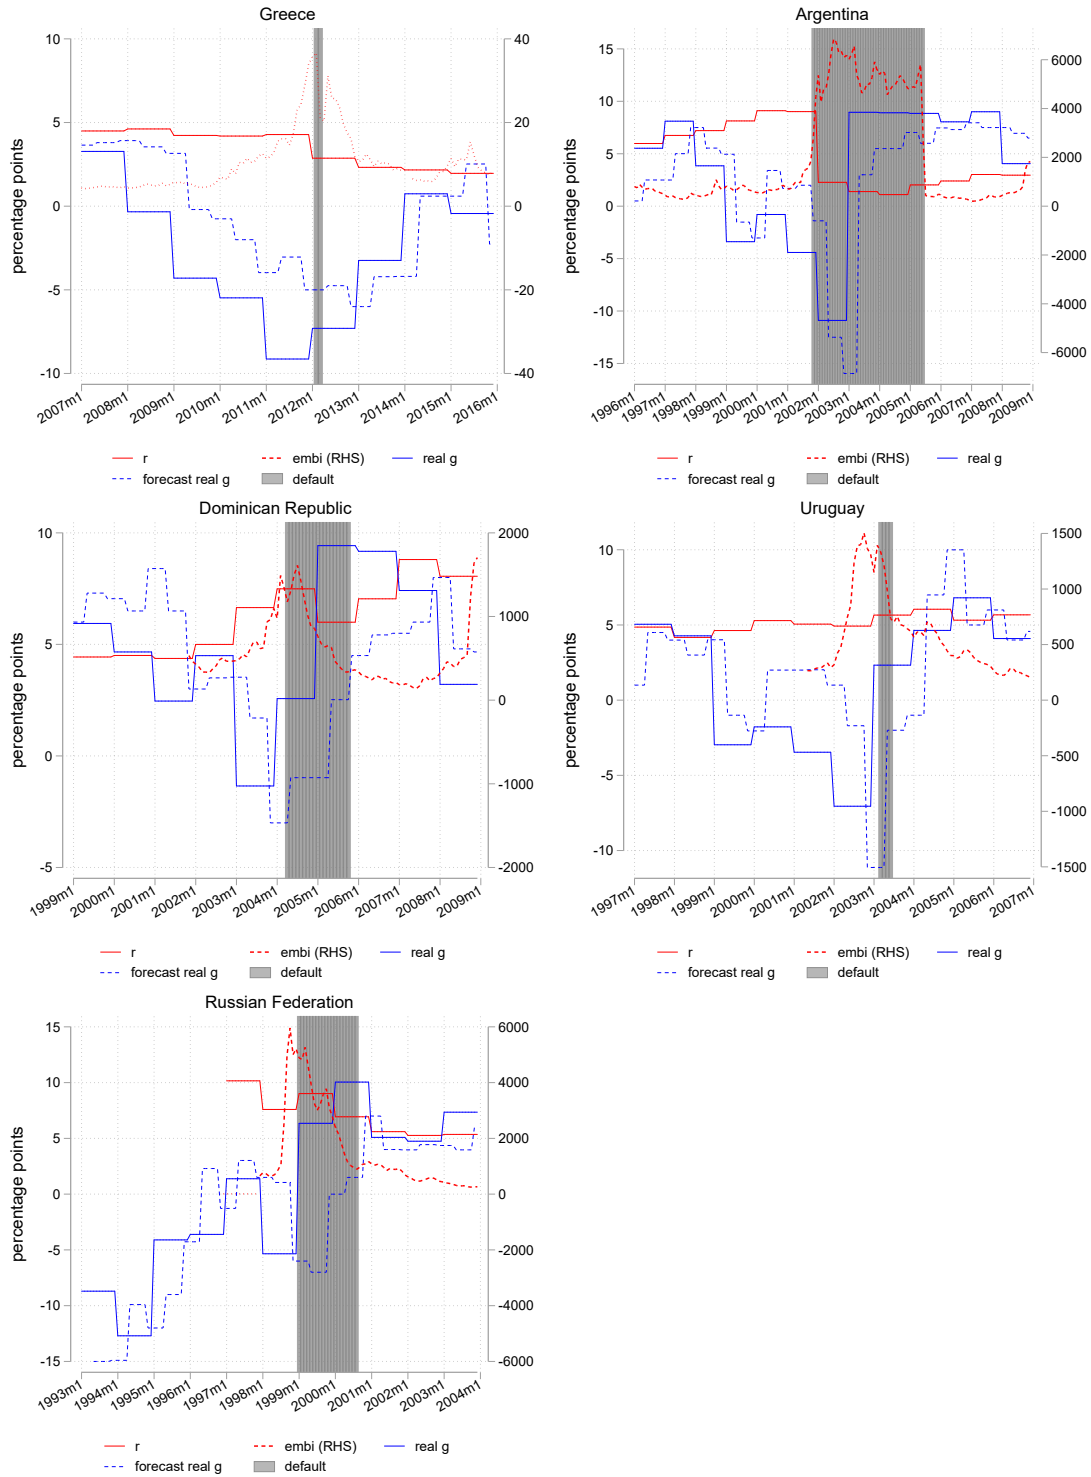 Greece
percentage points
10
5
0
-5
-10
40
20
0
-20
-40
2007m1 2008m1 2009m1 2010m1 2011m1 2012m1 2013m1 2014m1 2015m1 2016m1
r embi (RHS) real g
forecast real g default
Argentina
percentage points
15
10
5
0
-5
-10
-15
6000
4000
2000
0
-2000
-4000
-6000
1996m1 1997m1 1998m1 1999m1 2000m1 2001m1 2002m1 2003m1 2004m1 2005m1 2006m1 2007m1 2008m1 2009m1
r embi (RHS) real g
forecast real g default
Dominican Republic
percentage points
10
5
0
-5
2000
1000
0
-1000
-2000
1999m1 2000m1 2001m1 2002m1 2003m1 2004m1 2005m1 2006m1 2007m1 2008m1 2009m1
r embi (RHS) real g
forecast real g default
Uruguay
percentage points
10
5
0
-5
-10
1500
1000
500
0
-500
-1000
-1500
1997m1 1998m1 1999m1 2000m1 2001m1 2002m1 2003m1 2004m1 2005m1 2006m1 2007m1
r embi (RHS) real g
forecast real g default
Russian Federation
percentage points
15
10
5
0
-5
-10
-15
6000
4000
2000
0
-2000
-4000
-6000
1993m1 1994m1 1995m1 1996m1 1997m1 1998m1 1999m1 2000m1 2001m1 2002m1 2003m1 2004m1
r embi (RHS) real g
forecast real g default